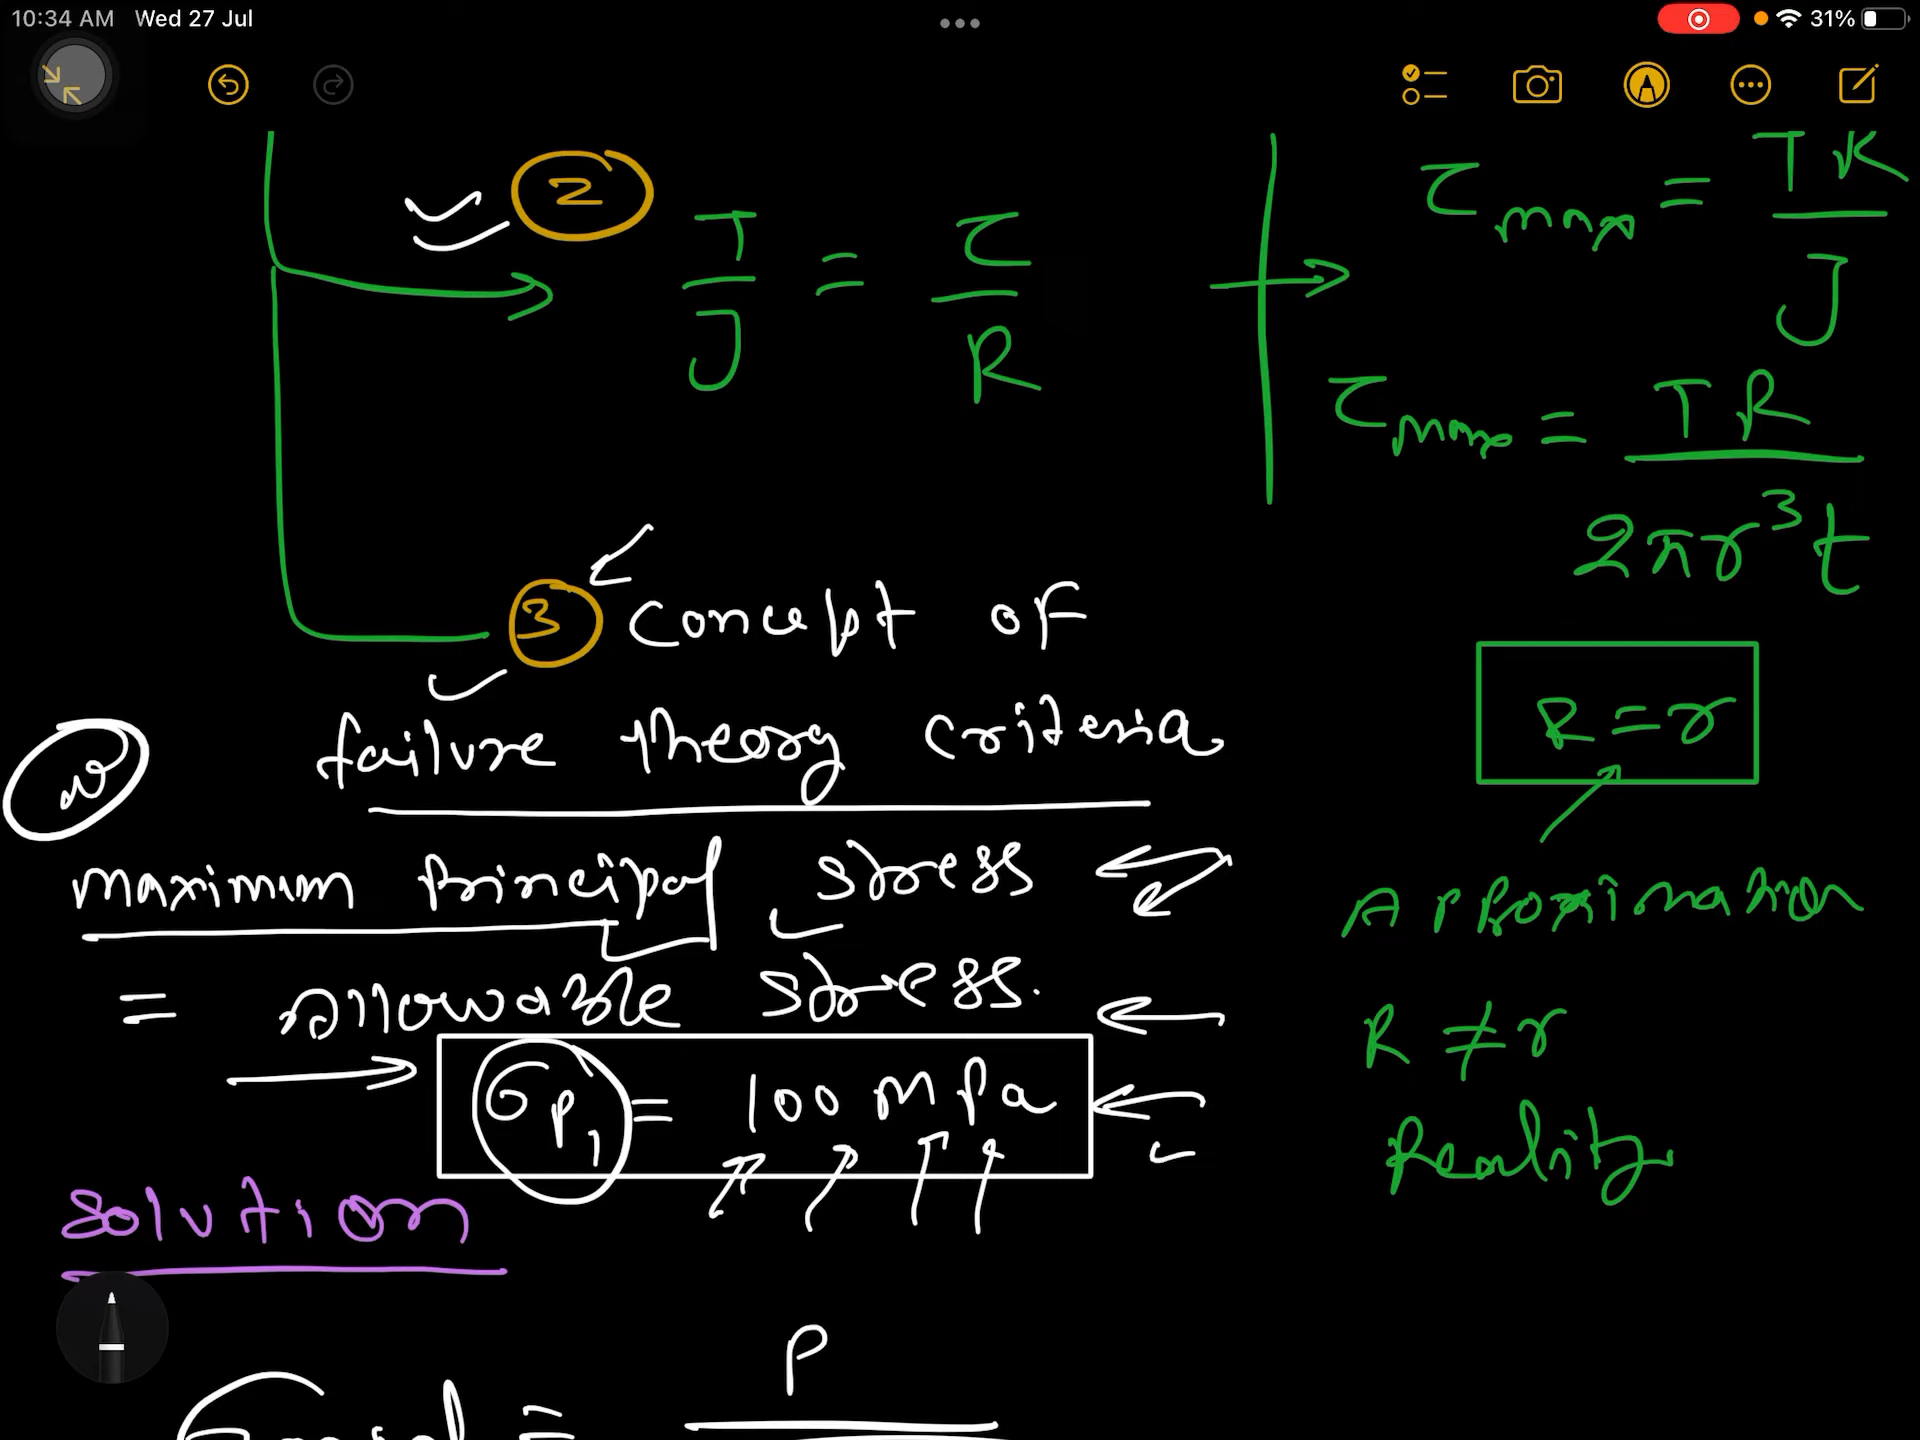 10:34 AM Wed 27 Jul
31%
2
T/J = τ/R
τmax = TR/J
τmax = TR/2πr³t
3 Concept of
failure theory criteria
R = r
maximum principal stress
= allowable stress.
σp1 = 100 MPa
Approximation
R ≠ r
Reality.
Solution
σaxial = P